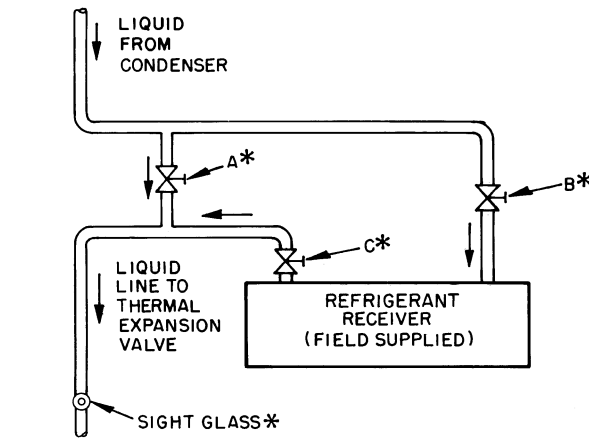 LIQUID
FROM
CONDENSER
A*
B*
C*
LIQUID
LINE TO
THERMAL
EXPANSION
VALVE
REFRIGERANT
RECEIVER
(FIELD SUPPLIED)
SIGHT GLASS*